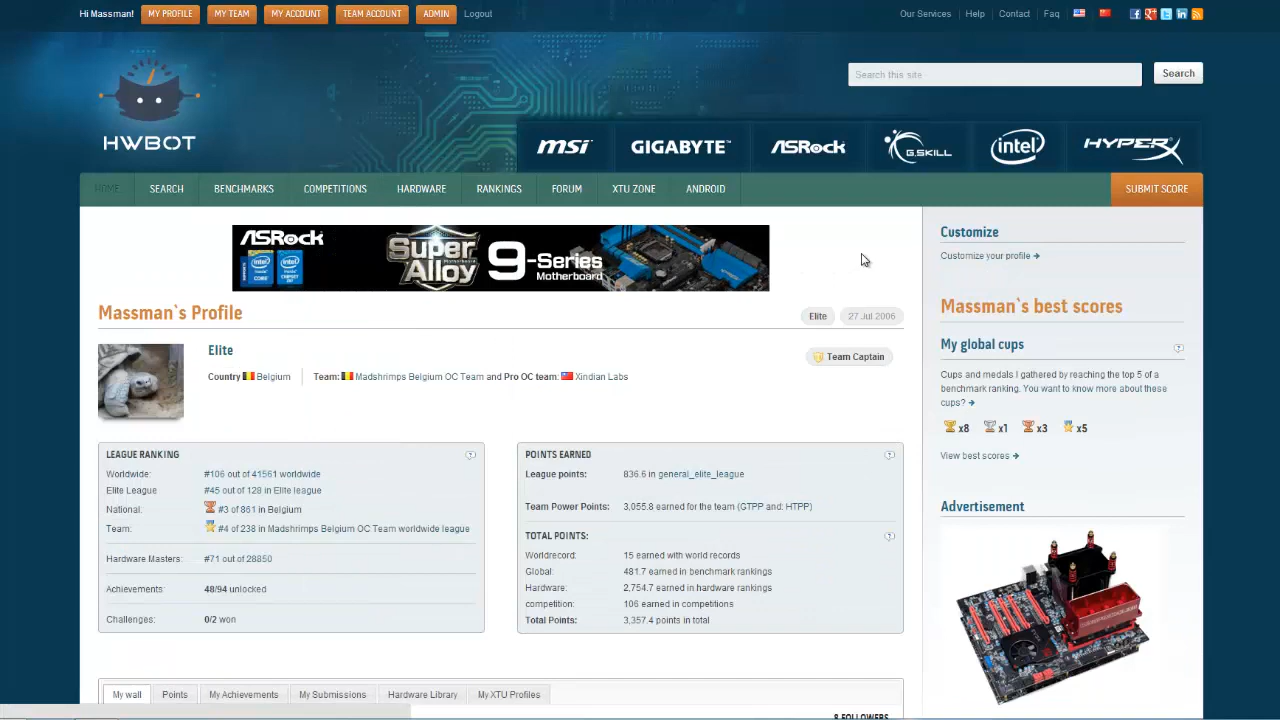 Hi Massman! MY PROFILE MY TEAM MY ACCOUNT TEAM ACCOUNT ADMIN Logout Our Services Help Contact Faq
Search this site Search
HWBOT
msi GIGABYTE ASRock G.SKILL intel HYPERX
HOME SEARCH BENCHMARKS COMPETITIONS HARDWARE RANKINGS FORUM XTU ZONE ANDROID SUBMIT SCORE
ASRock Super Alloy 9-Series Motherboard
Customize
Customize your profile
Massman`s Profile Elite 27 Jul 2006
Elite Team Captain
Country Belgium Team: Madshrimps Belgium OC Team and Pro OC team: Xindian Labs
Massman`s best scores
My global cups
Cups and medals I gathered by reaching the top 5 of a
benchmark ranking. You want to know more about these
cups?
x8 x1 x3 x5
View best scores
Advertisement
LEAGUE RANKING
Worldwide: #106 out of 41561 worldwide
Elite League #45 out of 128 in Elite league
National: #3 of 861 in Belgium
Team: #4 of 238 in Madshrimps Belgium OC Team worldwide league
Hardware Masters: #71 out of 28850
Achievements: 48/94 unlocked
Challenges: 0/2 won
POINTS EARNED
League points: 836.6 in general_elite_league
Team Power Points: 3,055.8 earned for the team (GTPP and: HTPP)
TOTAL POINTS:
Worldrecord: 15 earned with world records
Global: 481.7 earned in benchmark rankings
Hardware: 2,754.7 earned in hardware rankings
competition: 106 earned in competitions
Total Points: 3,357.4 points in total
My wall Points My Achievements My Submissions Hardware Library My XTU Profiles
8 FOLLOWERS